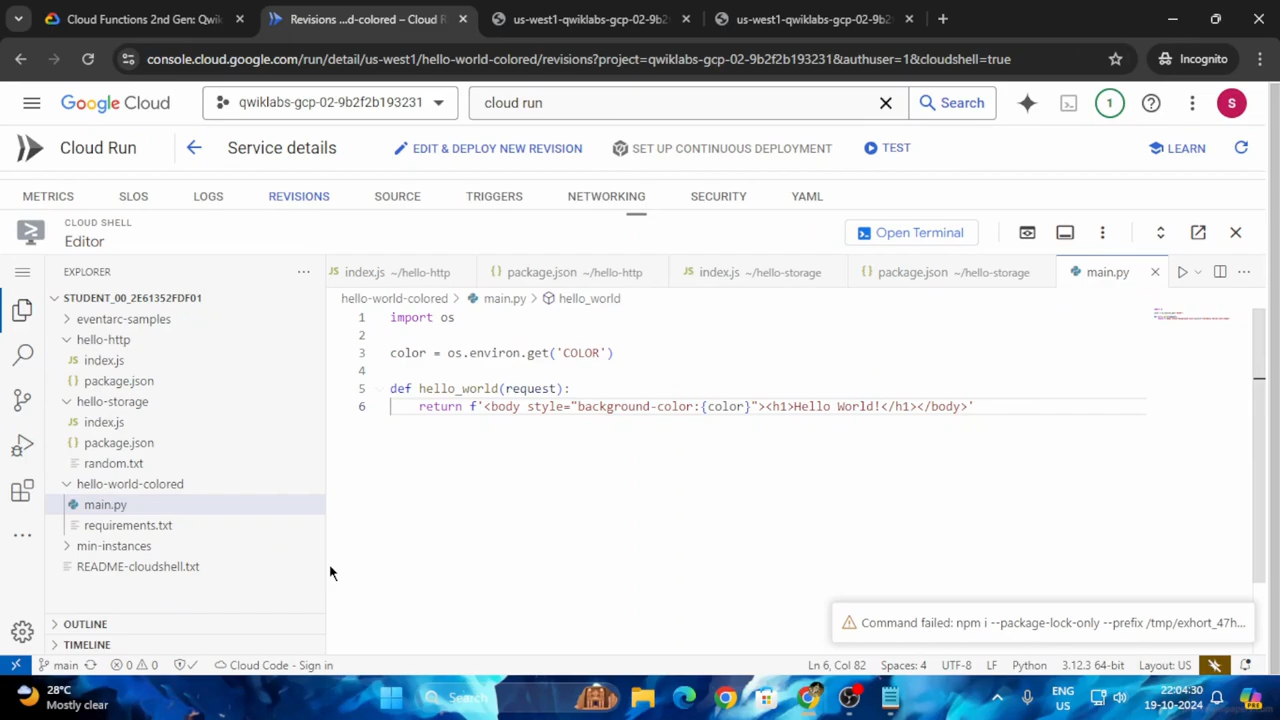 Cloud Functions 2nd Gen: Qwik
Revisions ...d-colored – Cloud R
us-west1-qwiklabs-gcp-02-9b2
us-west1-qwiklabs-gcp-02-9b2
console.cloud.google.com/run/detail/us-west1/hello-world-colored/revisions?project=qwiklabs-gcp-02-9b2f2b193231&authuser=1&cloudshell=true
Incognito
Google Cloud
qwiklabs-gcp-02-9b2f2b193231
cloud run
Search
1
S
Cloud Run
Service details
EDIT & DEPLOY NEW REVISION
SET UP CONTINUOUS DEPLOYMENT
TEST
LEARN
METRICS
SLOS
LOGS
REVISIONS
SOURCE
TRIGGERS
NETWORKING
SECURITY
YAML
CLOUD SHELL
Editor
Open Terminal
EXPLORER
index.js ~/hello-http
package.json ~/hello-http
index.js ~/hello-storage
package.json ~/hello-storage
main.py
STUDENT_00_2E61352FDF01
eventarc-samples
hello-http
index.js
package.json
hello-storage
index.js
package.json
random.txt
hello-world-colored
main.py
requirements.txt
min-instances
README-cloudshell.txt
OUTLINE
TIMELINE
hello-world-colored > main.py > hello_world
1 import os
2
3 color = os.environ.get('COLOR')
4
5 def hello_world(request):
6 return f'<body style="background-color:{color}"><h1>Hello World!</h1></body>'
Command failed: npm i --package-lock-only --prefix /tmp/exhort_47h...
main
0
0
Cloud Code - Sign in
Ln 6, Col 82
Spaces: 4
UTF-8
LF
Python
3.12.3 64-bit
Layout: US
28°C
Mostly clear
Search
ENG
US
22:04:30
19-10-2024